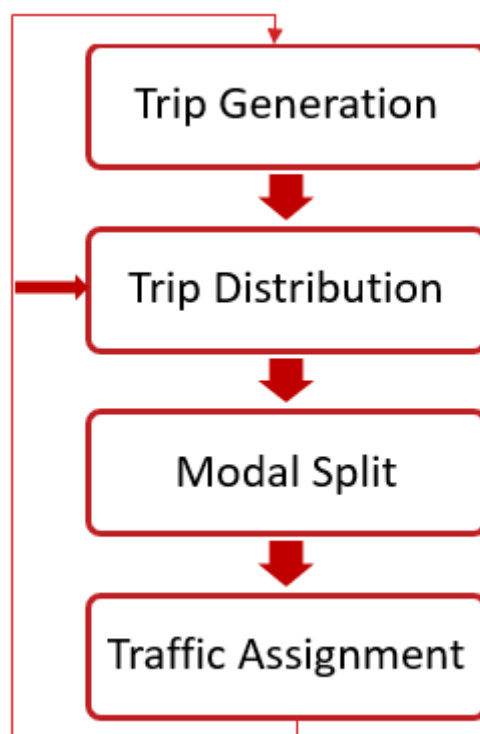 Trip Generation
Trip Distribution
Modal Split
Traffic Assignment